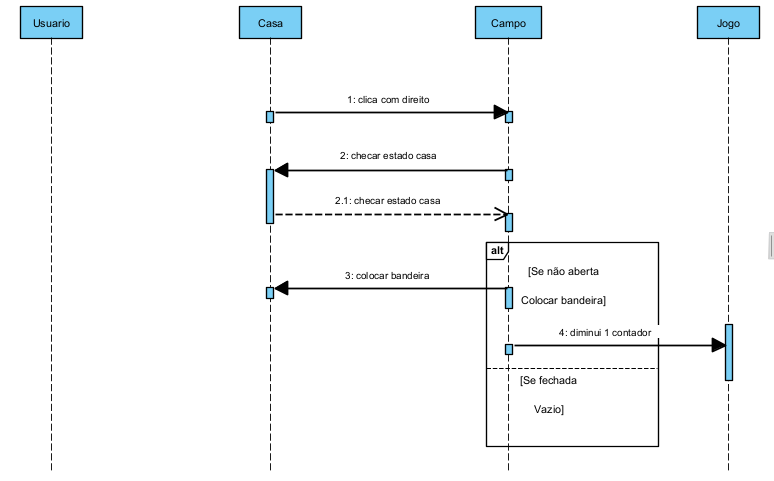 Usuario
Casa
Campo
Jogo
1: clica com direito
2: checar estado casa
2.1: checar estado casa
alt
[Se não aberta
3: colocar bandeira
Colocar bandeira]
4: diminui 1 contador
[Se fechada
Vazio]